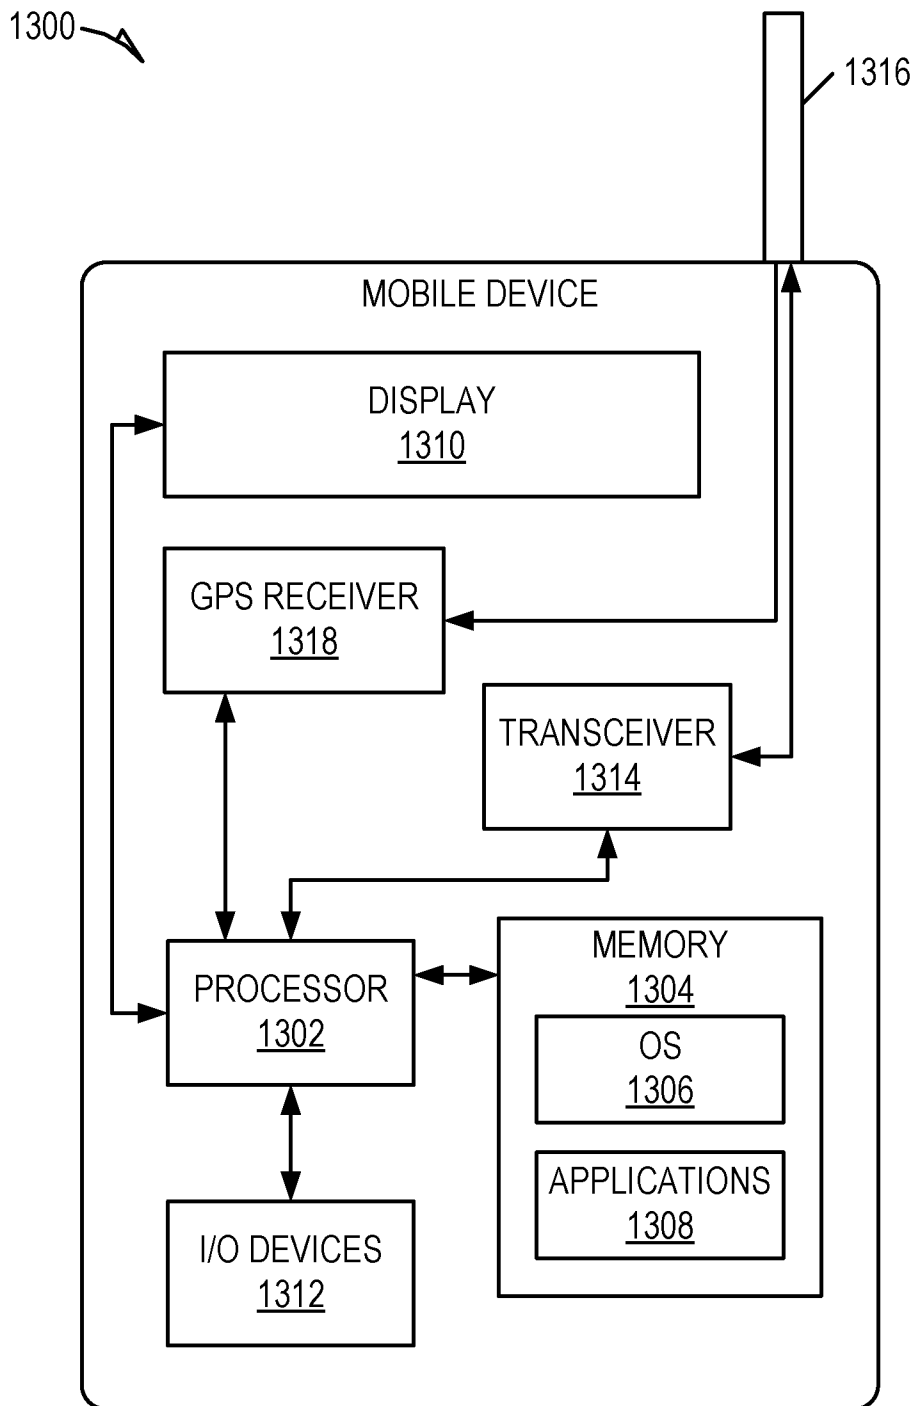 1300
1316
MOBILE DEVICE
DISPLAY
1310
GPS RECEIVER
1318
TRANSCEIVER
1314
PROCESSOR
1302
MEMORY
1304
OS
1306
APPLICATIONS
1308
I/O DEVICES
1312